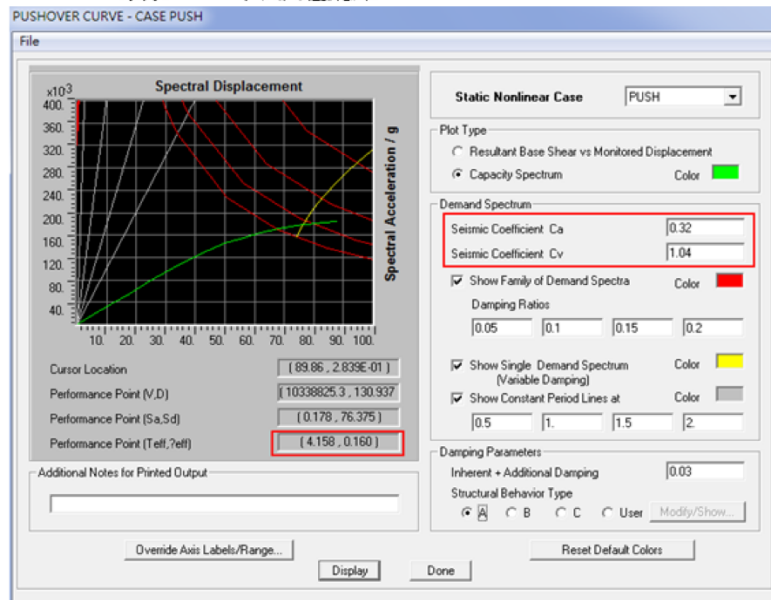 PUSHOVER CURVE - CASE PUSH
File
Spectral Displacement
x10 3
400.
360.
320.
280.
240.
200.
160.
120.
80.
40.
10. 20. 30. 40. 50. 60. 70. 80. 90. 100.
Spectral Acceleration / g
Cursor Location
( 89.86 , 2.839E-01 )
Performance Point (V,D)
( 10338825.3 , 130.937
Performance Point (Sa,Sd)
( 0.178 , 76.375 )
Performance Point (Teff,?eff)
( 4.158 , 0.160 )
Additional Notes for Printed Output
Override Axis Labels/Range...
Static Nonlinear Case PUSH
Plot Type
Resultant Base Shear vs Monitored Displacement
Capacity Spectrum Color
Demand Spectrum
Seismic Coefficient Ca 0.32
Seismic Coefficient Cv 1.04
Show Family of Demand Spectra Color
Damping Ratios
0.05 0.1 0.15 0.2
Show Single Demand Spectrum Color
(Variable Damping)
Show Constant Period Lines at Color
0.5 1. 1.5 2.
Damping Parameters
Inherent + Additional Damping 0.03
Structural Behavior Type
A B C User Modify/Show...
Reset Default Colors
Display Done